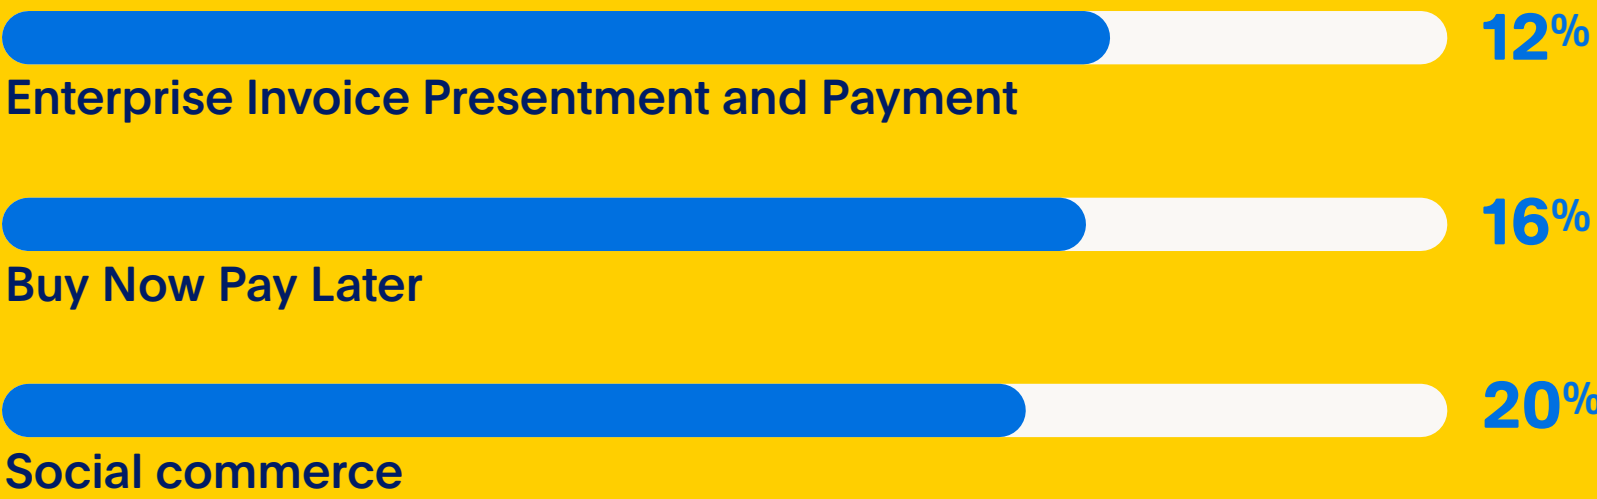 12%
Enterprise Invoice Presentment and Payment
16%
Buy Now Pay Later
20%
Social commerce